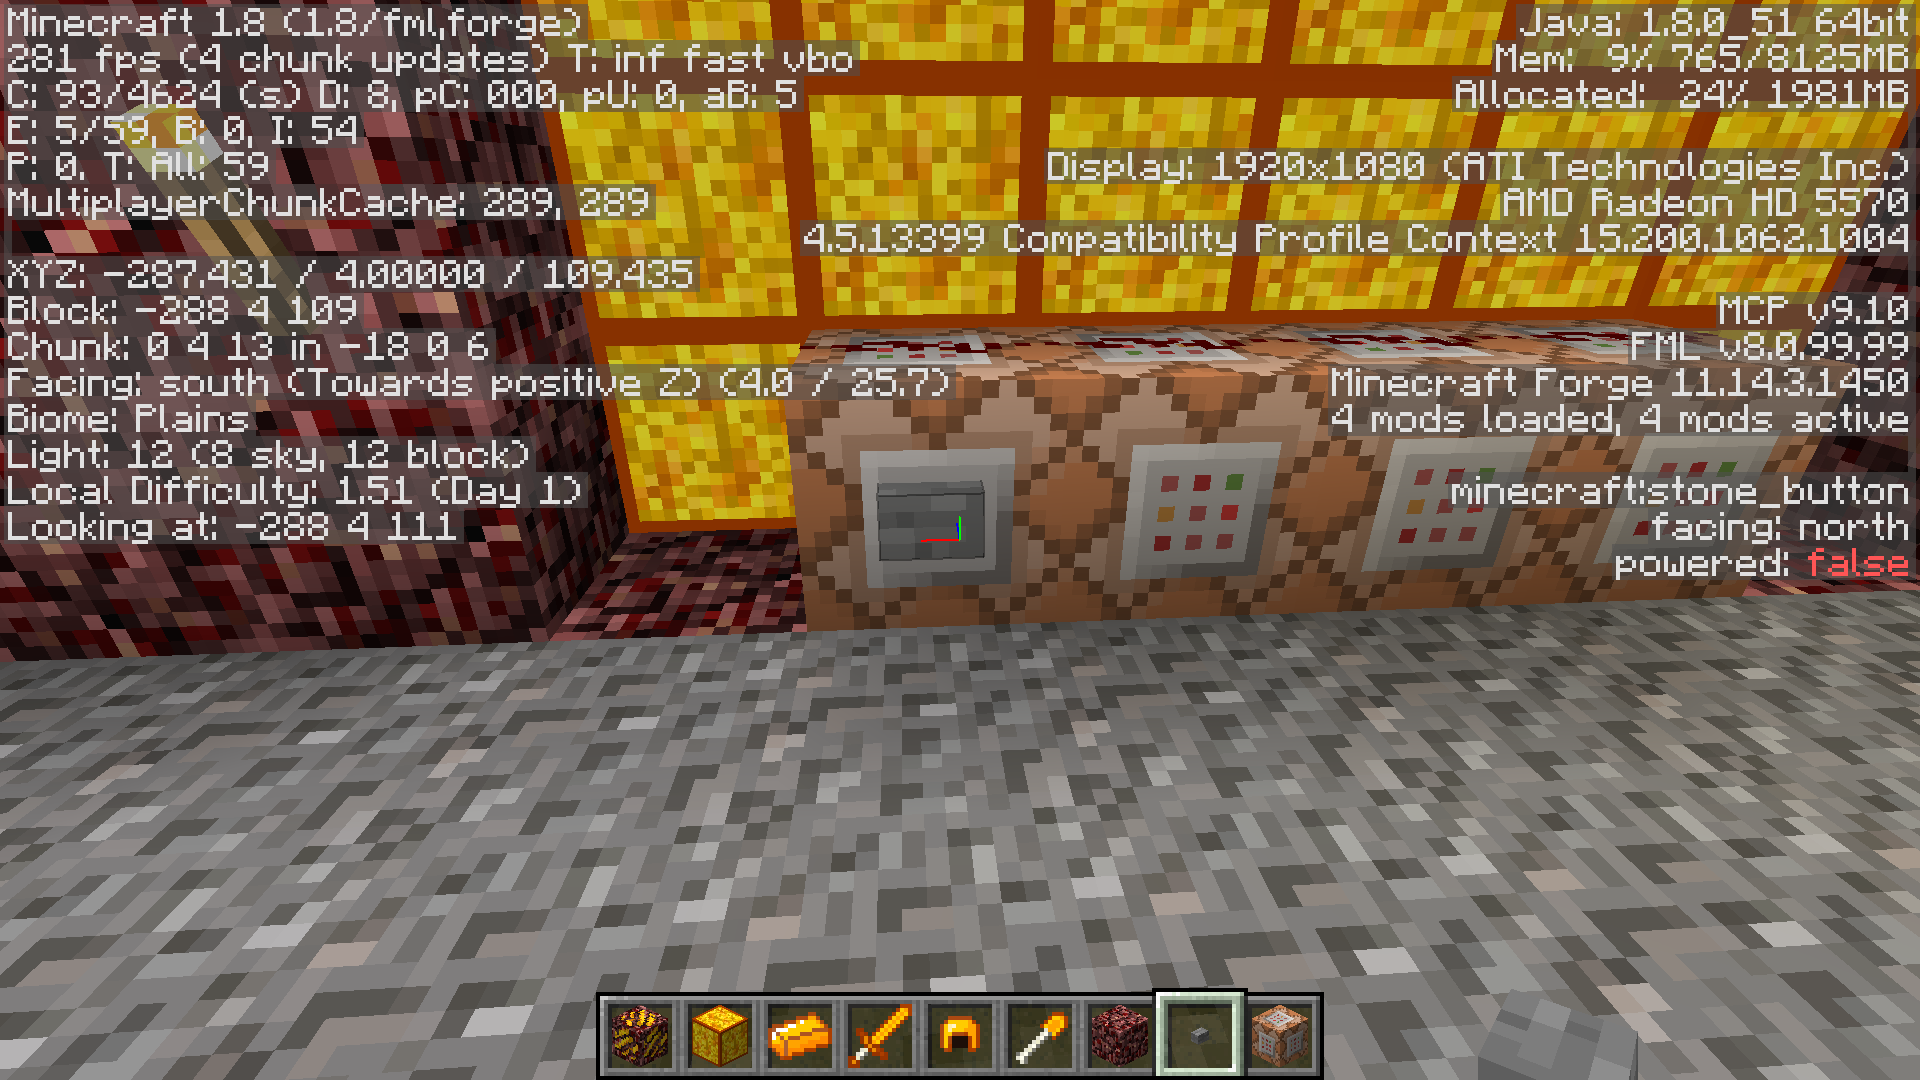 Minecraft 1.8 (1.8/fml,forge)
281 fps (4 chunk updates) T: inf fast vbo
C: 93/4624 (s) D: 8, pC: 000, pU: 0, aB: 5
E: 5/59, B: 0, I: 54
P: 0. T: All: 59
MultiplayerChunkCache: 289, 289
XYZ: -287.431 / 4.00000 / 109.435
Block: -288 4 109
Chunk: 0 4 13 in -18 0 6
Facing: south (Towards positive Z) (4.0 / 25.7)
Biome: Plains
Light: 12 (8 sky, 12 block)
Local Difficulty: 1.51 (Day 1)
Looking at: -288 4 111
Java: 1.8.0_51 64bit
Mem: 9% 765/8125MB
Allocated: 24% 1981MB
Display: 1920x1080 (ATI Technologies Inc.)
AMD Radeon HD 5570
4.5.13399 Compatibility Profile Context 15.200.1062.1004
MCP v9.10
FML v8.0.99.99
Minecraft Forge 11.14.3.1450
4 mods loaded, 4 mods active
minecraft:stone_button
facing: north
powered: false